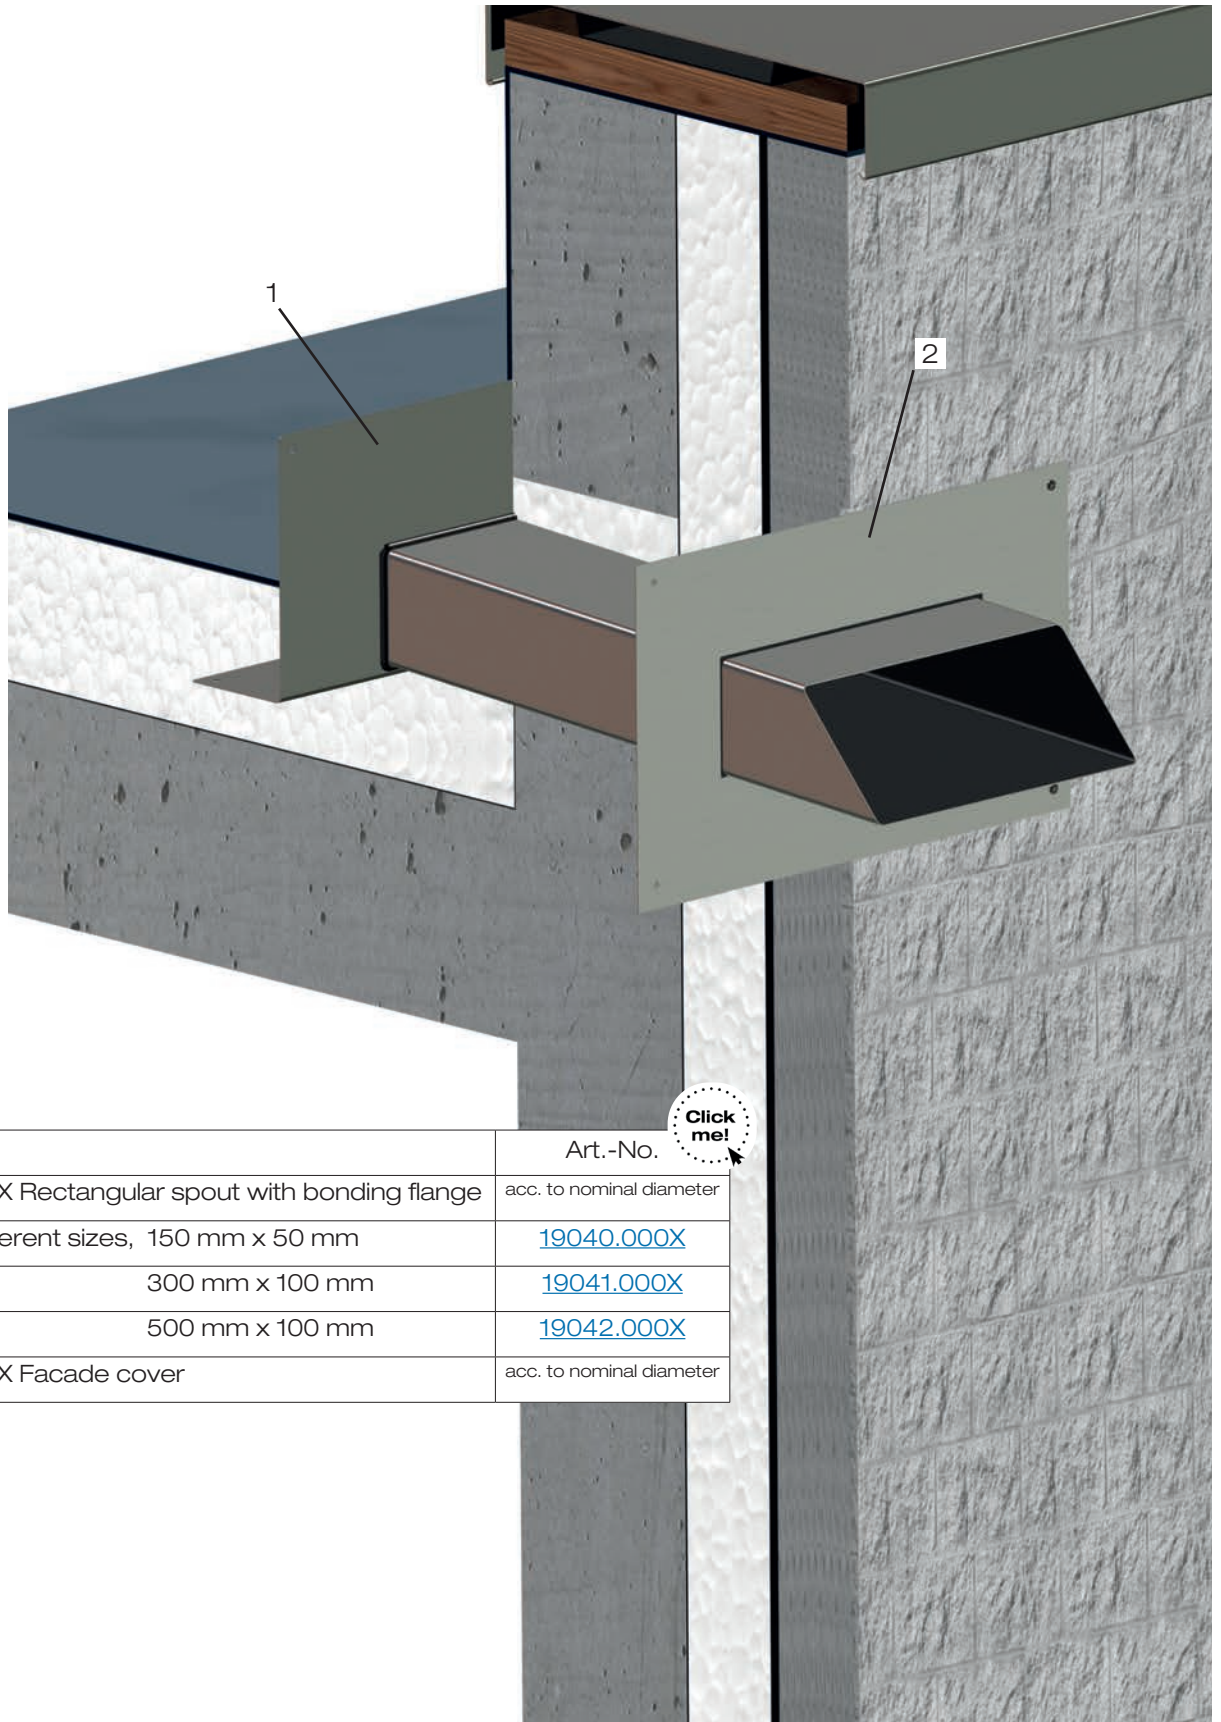 1
2
Click
me!
Art.-No.
X Rectangular spout with bonding flange acc. to nominal diameter
erent sizes, 150 mm x 50 mm 19040.000X
300 mm x 100 mm 19041.000X
500 mm x 100 mm 19042.000X
X Facade cover acc. to nominal diameter